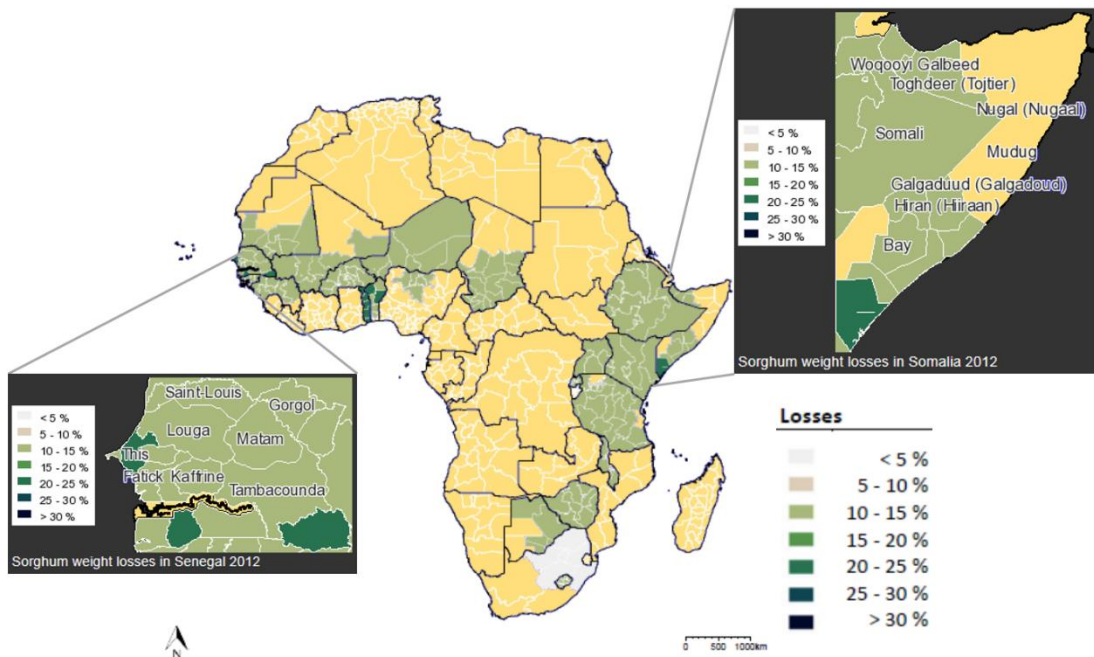 Woqooyi Galbeed
Toghdeer (Tojtier)
Nugal (Nugaal)
Somali
Mudug
Galgaduud (Galgadoud)
Hiran (Hiiraan)
Bay
< 5 %
5 - 10 %
10 - 15 %
15 - 20 %
20 - 25 %
25 - 30 %
> 30 %
Sorghum weight losses in Somalia 2012
Saint-Louis
Gorgol
Louga
Matam
This
Fatick Kaffrine
Tambacounda
< 5 %
5 - 10 %
10 - 15 %
15 - 20 %
20 - 25 %
25 - 30 %
> 30 %
Sorghum weight losses in Senegal 2012
Losses
< 5 %
5 - 10 %
10 - 15 %
15 - 20 %
20 - 25 %
25 - 30 %
> 30 %
N
0 500 1000km